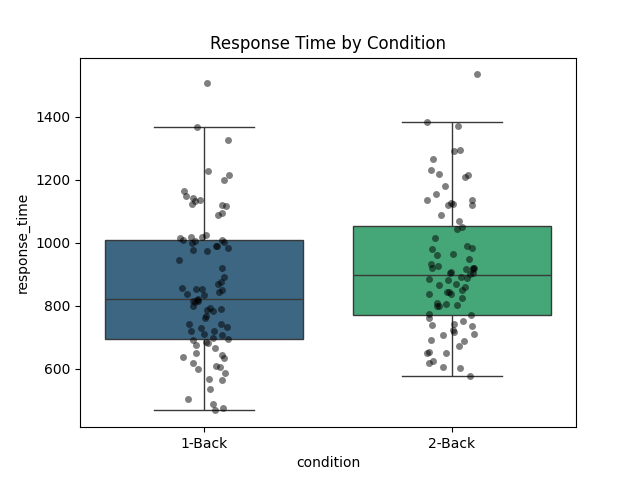 Response Time by Condition
response_time
1400
1200
1000
800
600
1-Back
2-Back
condition